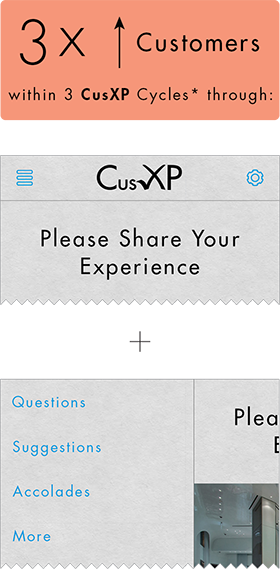 3 x ↑ Customers
within 3 CusXP Cycles* through:
CusXP
Please Share Your
Experience
+
Questions
Suggestions
Accolades
More
Plea
E